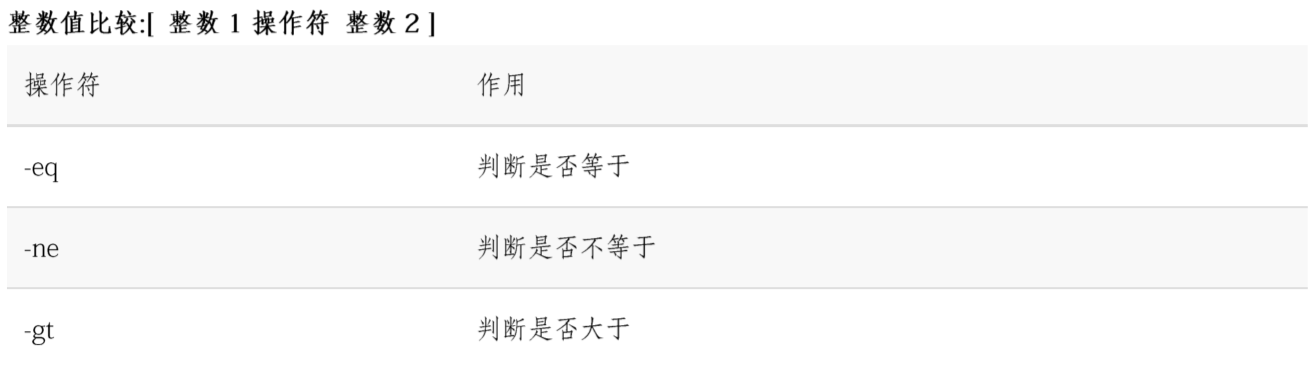 整数值比较:[ 整数 1 操作符 整数 2 ]
操作符 作用
-eq 判断是否等于
-ne 判断是否不等于
-gt 判断是否大于